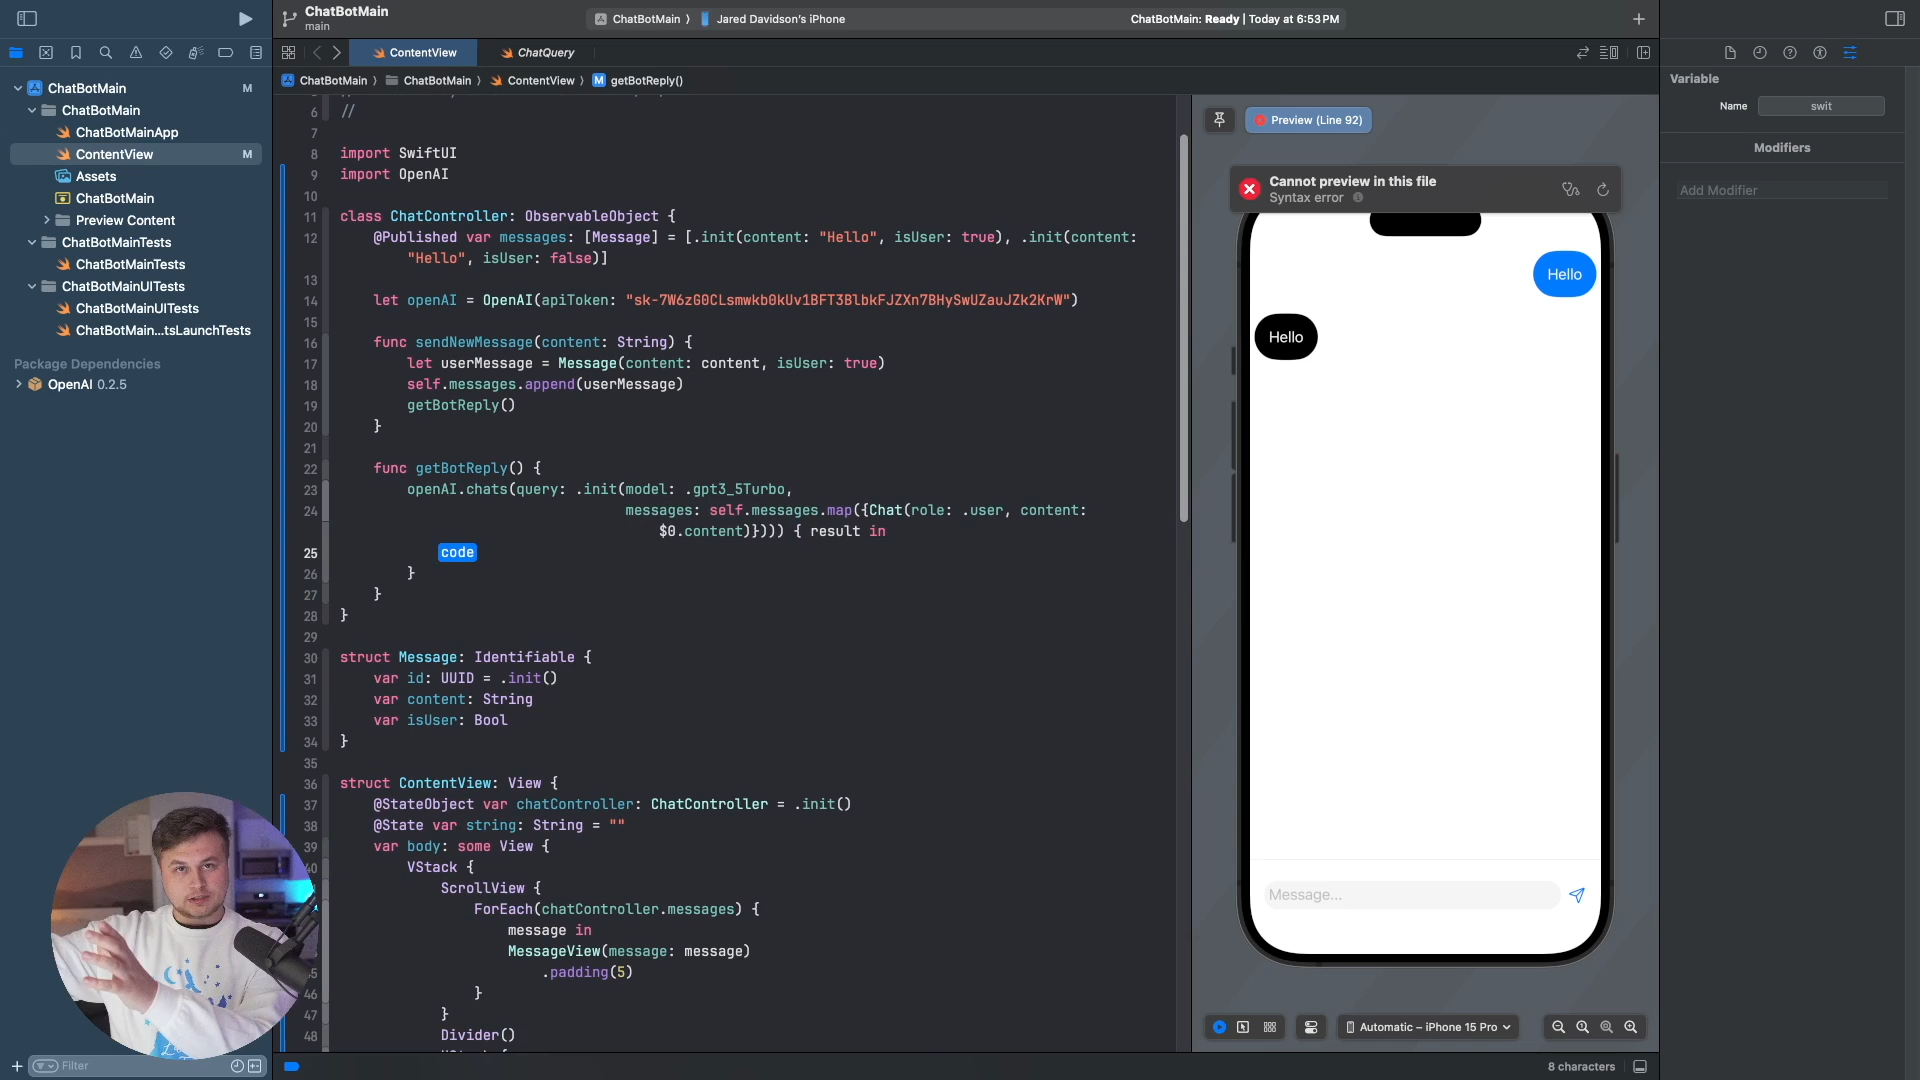 ChatBotMain
main
ChatBotMain
Jared Davidson's iPhone
ChatBotMain: Ready | Today at 6:53 PM
ContentView
ChatQuery
ChatBotMain
ChatBotMain
ContentView
M getBotReply()
ChatBotMain M
ChatBotMain
ChatBotMainApp
ContentView M
Assets
ChatBotMain
Preview Content
ChatBotMainTests
ChatBotMainTests
ChatBotMainUITests
ChatBotMainUITests
ChatBotMain...tsLaunchTests
Package Dependencies
OpenAI 0.2.5
Filter
6 //
7
8 import SwiftUI
9 import OpenAI
10
11 class ChatController: ObservableObject {
12 @Published var messages: [Message] = [.init(content: "Hello", isUser: true), .init(content:
"Hello", isUser: false)]
13
14 let openAI = OpenAI(apiToken: "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")
15
16 func sendNewMessage(content: String) {
17 let userMessage = Message(content: content, isUser: true)
18 self.messages.append(userMessage)
19 getBotReply()
20 }
21
22 func getBotReply() {
23 openAI.chats(query: .init(model: .gpt3_5Turbo,
24 messages: self.messages.map({Chat(role: .user, content:
$0.content)}))) { result in
25 code
26 }
27 }
28 }
29
30 struct Message: Identifiable {
31 var id: UUID = .init()
32 var content: String
33 var isUser: Bool
34 }
35
36 struct ContentView: View {
37 @StateObject var chatController: ChatController = .init()
38 @State var string: String = ""
39 var body: some View {
40 VStack {
ScrollView {
ForEach(chatController.messages) {
message in
MessageView(message: message)
.padding(5)
46 }
47 }
48 Divider()
Preview (Line 92)
Cannot preview in this file
Syntax error
Hello
Hello
Message...
Automatic – iPhone 15 Pro
8 characters
Variable
Name swit
Modifiers
Add Modifier